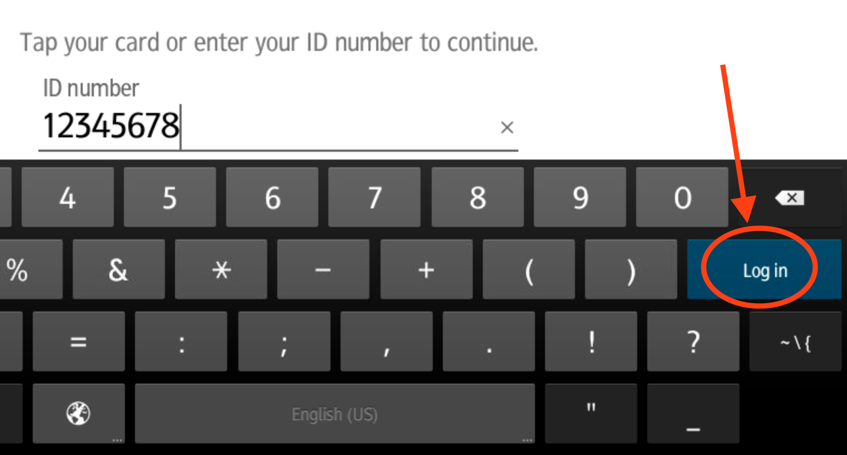 Tap your card or enter your ID number to continue.
ID number
12345678
×
4 5 6 7 8 9 0
% & * − + ( ) Log in
= : ; , . ! ? ~\{
English (US) " _